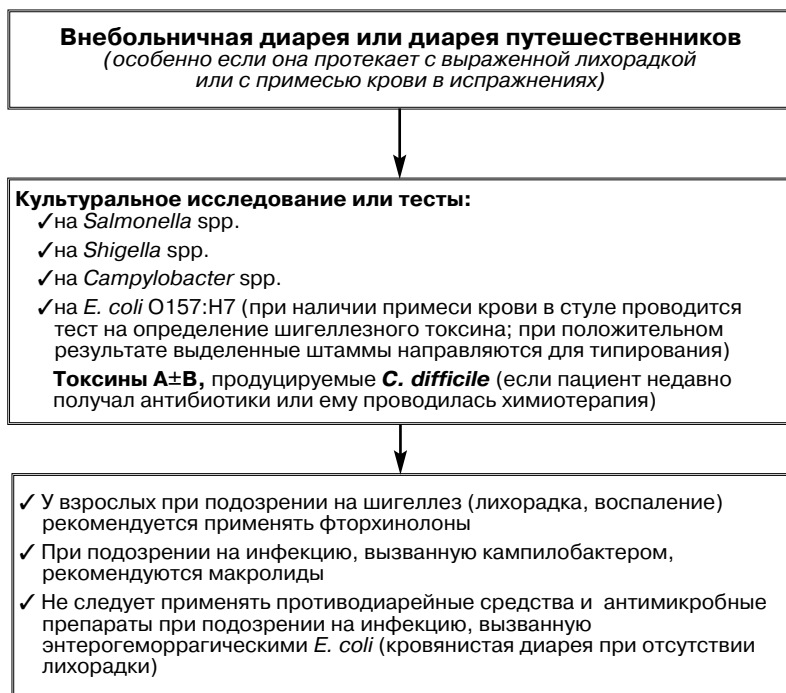 Внебольничная диарея или диарея путешественников
(особенно если она протекает с выраженной лихорадкой
или с примесью крови в испражнениях)
Культуральное исследование или тесты:
✓на Salmonella spp.
✓на Shigella spp.
✓на Campylobacter spp.
✓на E. coli O157:H7 (при наличии примеси крови в стуле проводится
тест на определение шигеллезного токсина; при положительном
результате выделенные штаммы направляются для типирования)
Токсины А±В, продуцируемые C. difficile (если пациент недавно
получал антибиотики или ему проводилась химиотерапия)
✓ У взрослых при подозрении на шигеллез (лихорадка, воспаление)
рекомендуется применять фторхинолоны
✓ При подозрении на инфекцию, вызванную кампилобактером,
рекомендуются макролиды
✓ Не следует применять противодиарейные средства и антимикробные
препараты при подозрении на инфекцию, вызванную
энтерогеморрагическими E. coli (кровянистая диарея при отсутствии
лихорадки)